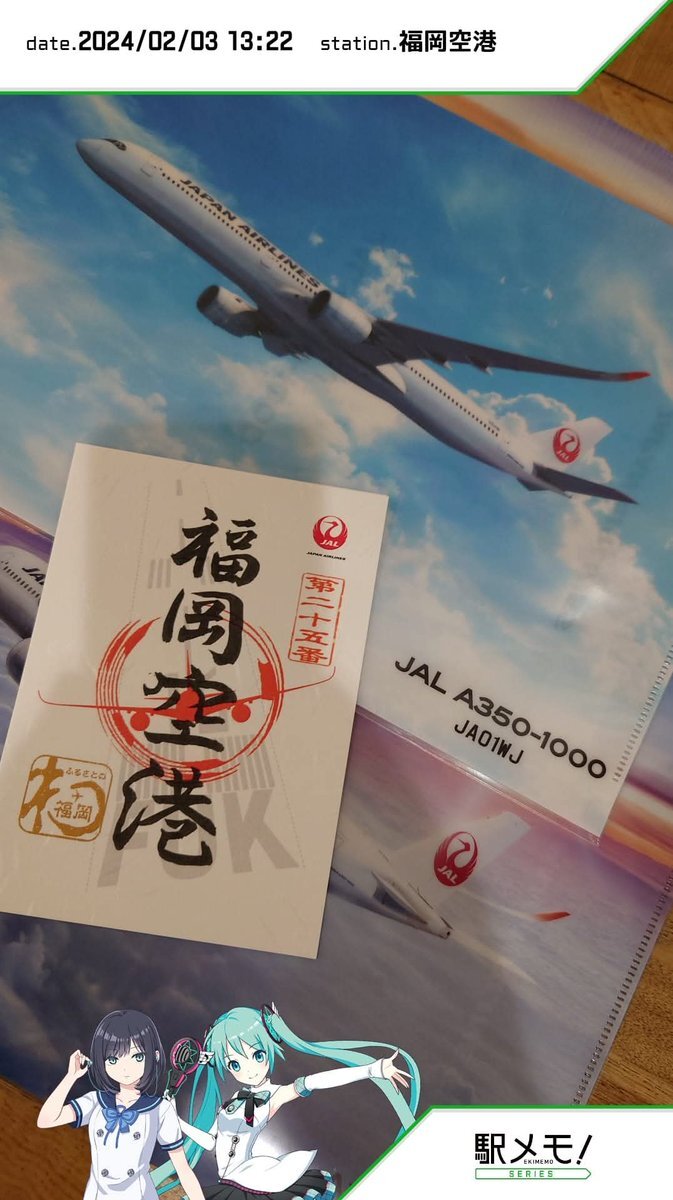 date.2024/02/03 13:22 station.福岡空港
JAPAN AIRLINES
JAL
JAL
JAPAN AIRLINES
第二十五番
福岡空港
ふるさとの
福岡
FUK
JAL A350-1000
JA01WJ
JAL
駅メモ!
EKIMEMO
SERIES